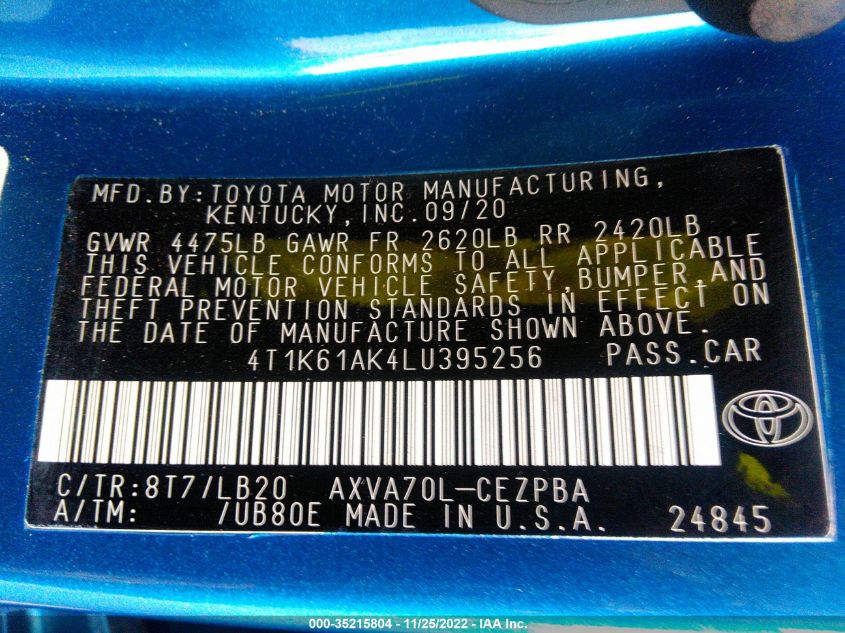 MFD.BY:TOYOTA MOTOR MANUFACTURING,
KENTUCKY,INC.09/20
GVWR 4475LB GAWR FR 2620LB RR 2420LB
THIS VEHICLE CONFORMS TO ALL APPLICABLE
FEDERAL MOTOR VEHICLE SAFETY,BUMPER,AND
THEFT PREVENTION STANDARDS IN EFFECT ON
THE DATE OF MANUFACTURE SHOWN ABOVE.
4T1K61AK4LU395256 PASS.CAR
C/TR:8T7/LB20 AXVA70L-CEZPBA
A/TM: /UB80E MADE IN U.S.A. 24845
000-35215804 - 11/25/2022 - IAA Inc.